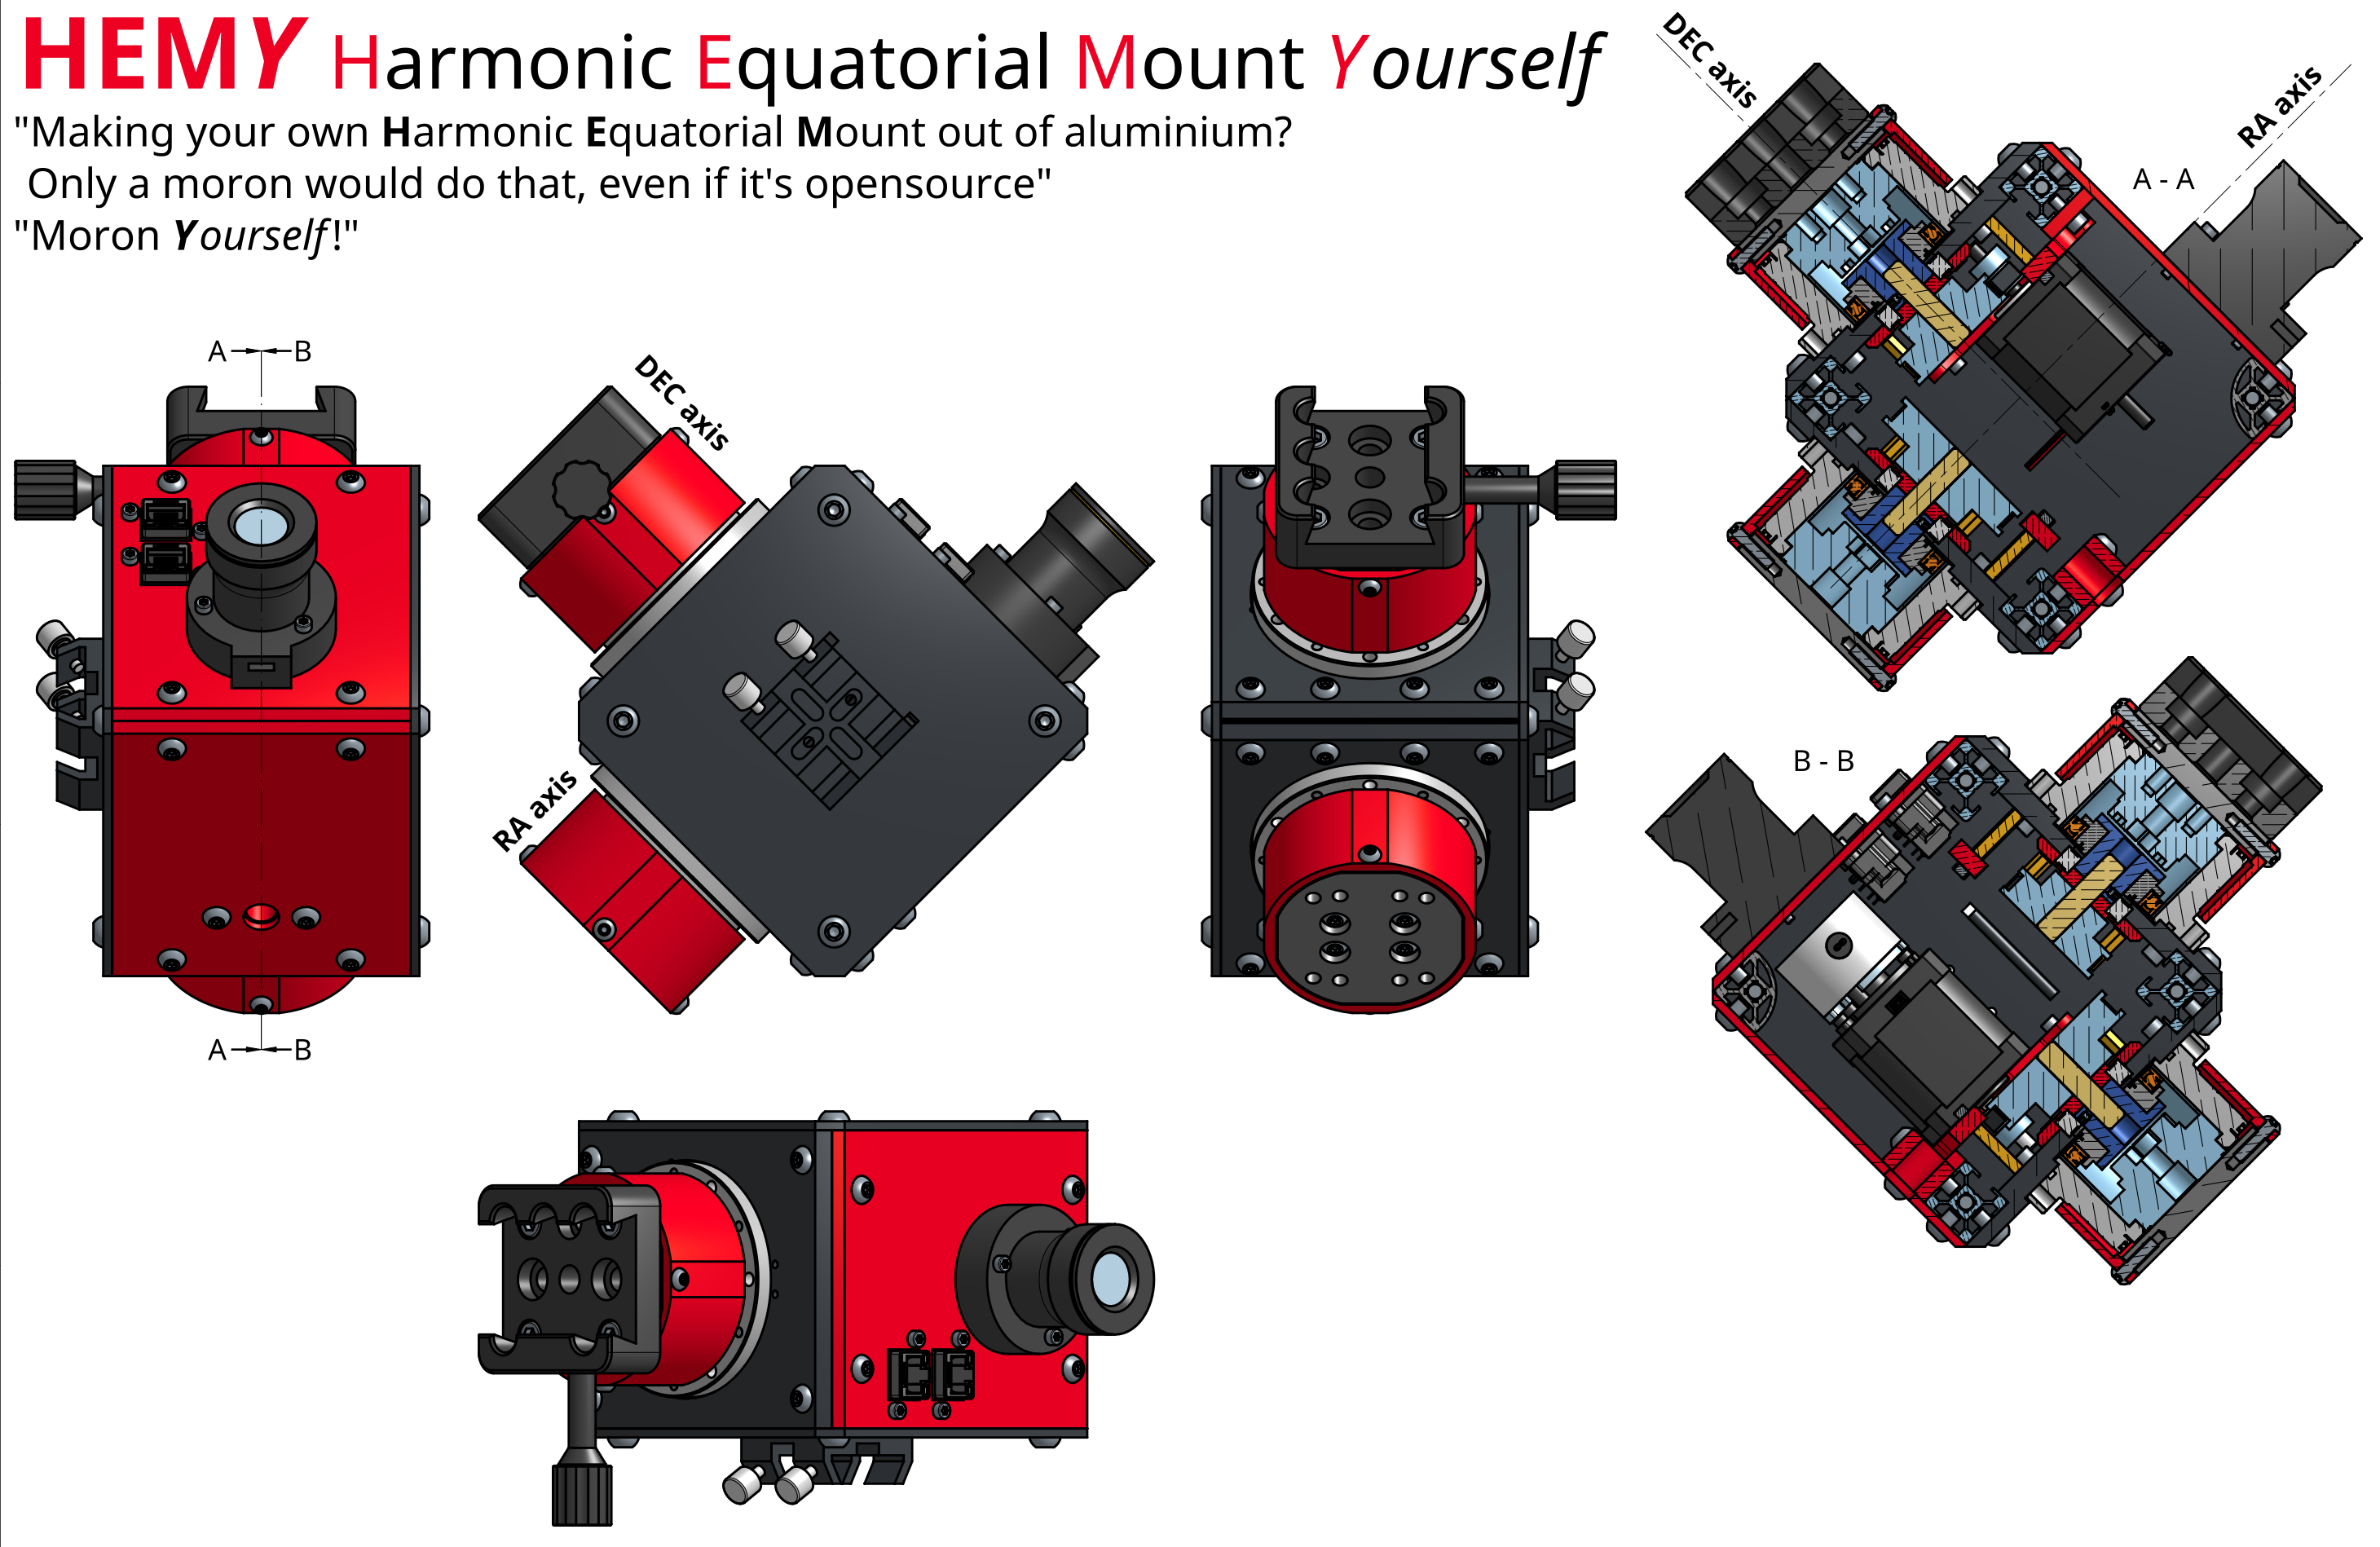 HEMY Harmonic Equatorial Mount Yourself
"Making your own Harmonic Equatorial Mount out of aluminium?
Only a moron would do that, even if it's opensource"
"Moron Yourself!"
DEC axis
RA axis
A - A
A B
DEC axis
RA axis
A B
B - B